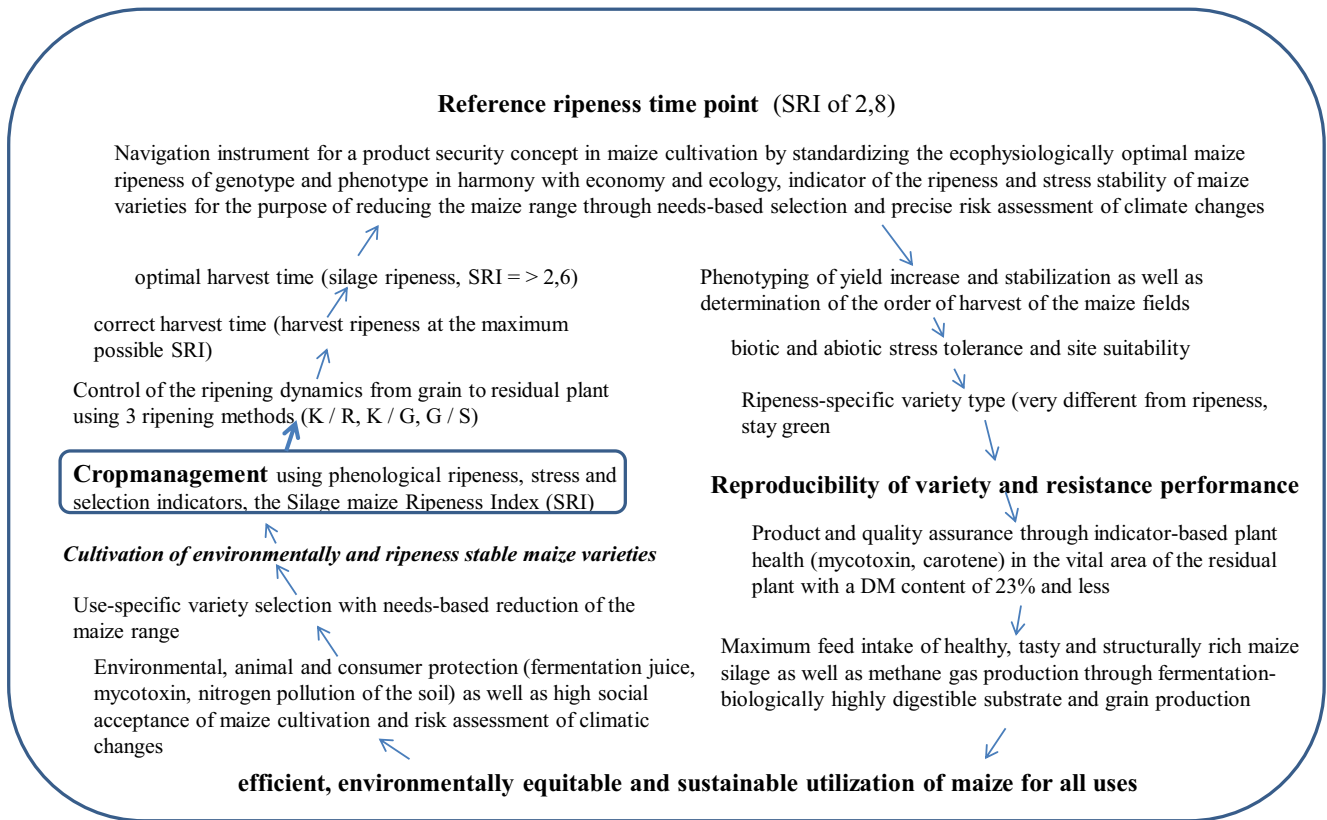 Reference ripeness time point (SRI of 2,8)
Navigation instrument for a product security concept in maize cultivation by standardizing the ecophysiologically optimal maize
ripeness of genotype and phenotype in harmony with economy and ecology, indicator of the ripeness and stress stability of maize
varieties for the purpose of reducing the maize range through needs-based selection and precise risk assessment of climate changes
optimal harvest time (silage ripeness, SRI = > 2,6)
correct harvest time (harvest ripeness at the maximum
possible SRI)
Control of the ripening dynamics from grain to residual plant
using 3 ripening methods (K / R, K / G, G / S)
Cropmanagement using phenological ripeness, stress and
selection indicators, the Silage maize Ripeness Index (SRI)
Cultivation of environmentally and ripeness stable maize varieties
Use-specific variety selection with needs-based reduction of the
maize range
Environmental, animal and consumer protection (fermentation juice,
mycotoxin, nitrogen pollution of the soil) as well as high social
acceptance of maize cultivation and risk assessment of climatic
changes
Phenotyping of yield increase and stabilization as well as
determination of the order of harvest of the maize fields
biotic and abiotic stress tolerance and site suitability
Ripeness-specific variety type (very different from ripeness,
stay green
Reproducibility of variety and resistance performance
Product and quality assurance through indicator-based plant
health (mycotoxin, carotene) in the vital area of the residual
plant with a DM content of 23% and less
Maximum feed intake of healthy, tasty and structurally rich maize
silage as well as methane gas production through fermentation-
biologically highly digestible substrate and grain production
efficient, environmentally equitable and sustainable utilization of maize for all uses